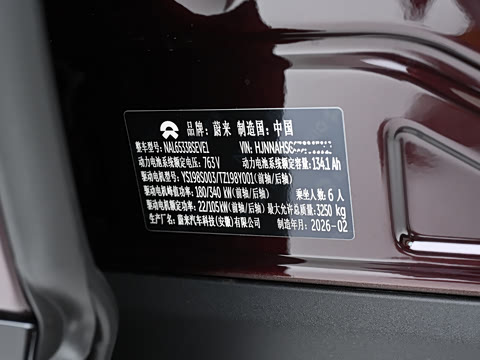 品牌：蔚来 制造国：中国
整车型号：NAL6533BSEVE1 VIN：HJNNAHSG
动力电池系统额定电压：763V 动力电池系统额定容量：134.1 Ah
驱动电机型号：YS198S003/TZ198Y001(前轴/后轴)
驱动电机峰值功率：180/340 kW(前轴/后轴) 乘坐人数：6 人
驱动电机额定功率：22/105kW(前轴/后轴) 最大允许总质量：3250 kg
生产厂名：蔚来汽车科技(安徽)有限公司 制造年月：2026-02